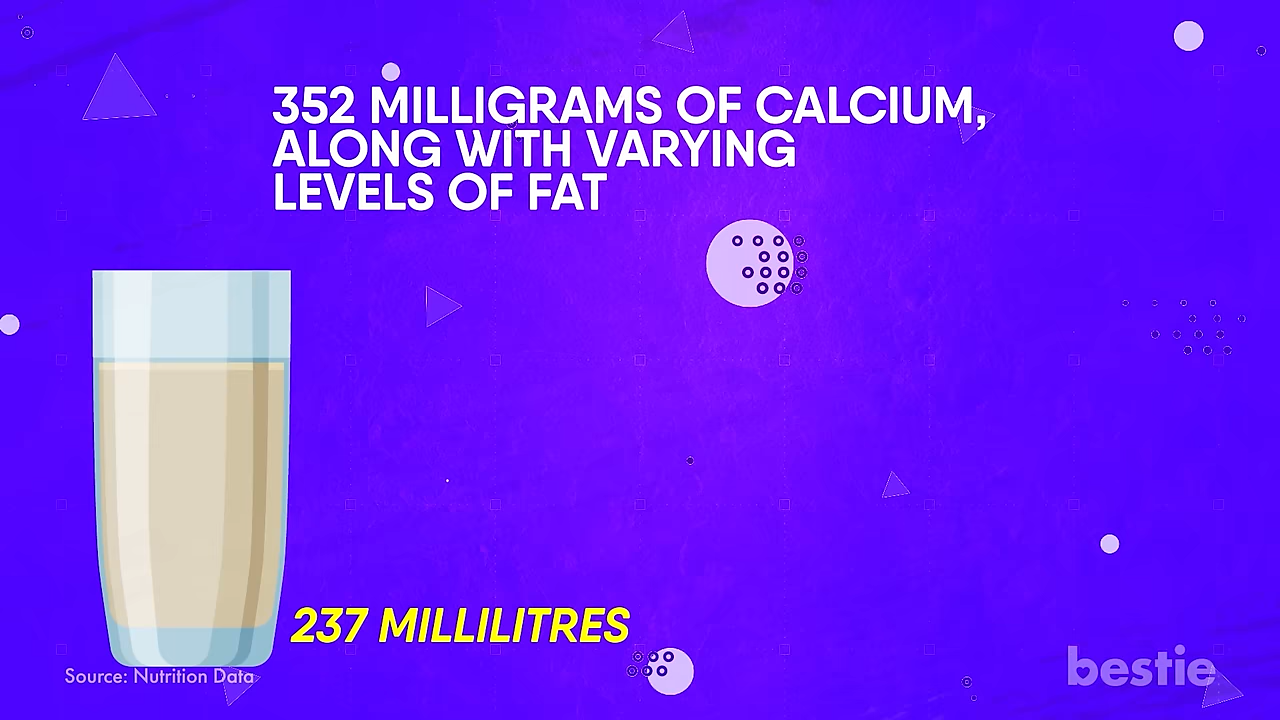 352 MILLIGRAMS OF CALCIUM,
ALONG WITH VARYING
LEVELS OF FAT
237 MILLILITRES
Source: Nutrition Data
bestie